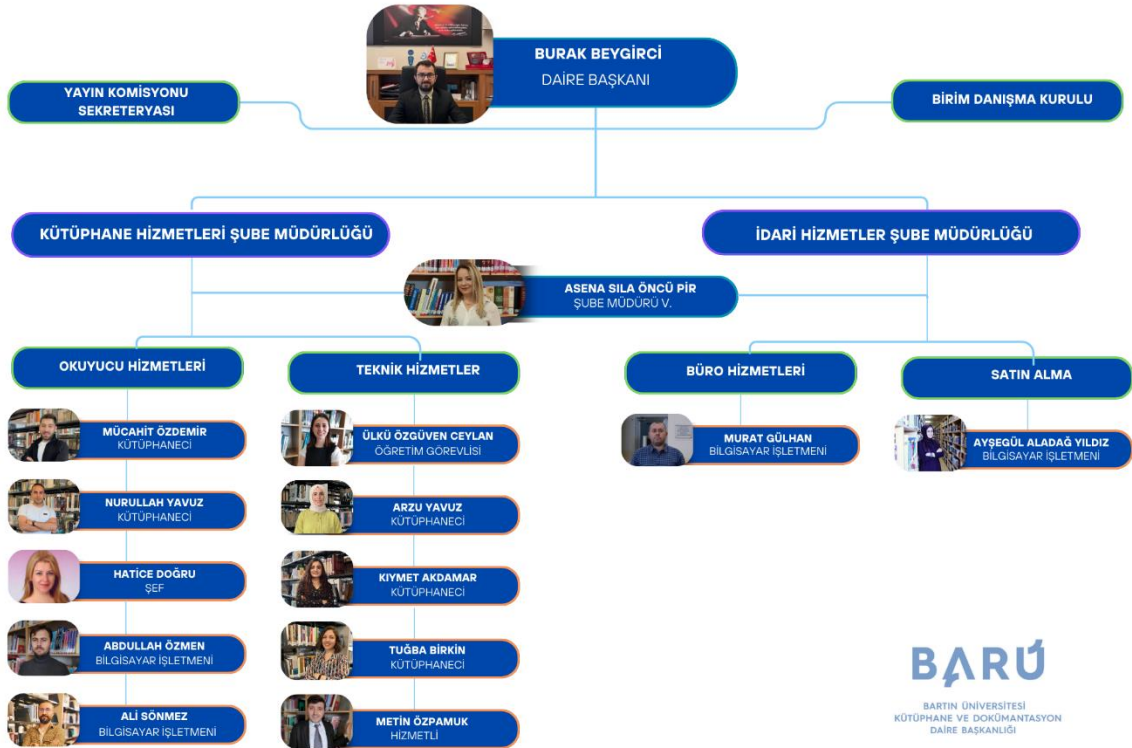 BURAK BEYGİRCİ
DAİRE BAŞKANI
YAYIN KOMİSYONU
SEKRETERYASI
BİRİM DANIŞMA KURULU
KÜTÜPHANE HİZMETLERİ ŞUBE MÜDÜRLÜĞÜ
İDARİ HİZMETLER ŞUBE MÜDÜRLÜĞÜ
ASENA SILA ÖNCÜ PİR
ŞUBE MÜDÜRÜ V.
OKUYUCU HİZMETLERİ
MÜCAHİT ÖZDEMİR
KÜTÜPHANECİ
NURULLAH YAVUZ
KÜTÜPHANECİ
HATİCE DOĞRU
ŞEF
ABDULLAH ÖZMEN
BİLGİSAYAR İŞLETMENİ
ALİ SÖNMEZ
BİLGİSAYAR İŞLETMENİ
TEKNİK HİZMETLER
ÜLKÜ ÖZGÜVEN CEYLAN
ÖĞRETİM GÖREVLİSİ
ARZU YAVUZ
KÜTÜPHANECİ
KIYMET AKDAMAR
KÜTÜPHANECİ
TUĞBA BİRKİN
KÜTÜPHANECİ
METİN ÖZPAMUK
HİZMETLİ
BÜRO HİZMETLERİ
MURAT GÜLHAN
BİLGİSAYAR İŞLETMENİ
SATIN ALMA
AYŞEGÜL ALADAĞ YILDIZ
BİLGİSAYAR İŞLETMENİ
BARÜ
BARTIN ÜNİVERSİTESİ
KÜTÜPHANE VE DOKÜMANTASYON
DAİRE BAŞKANLIĞI